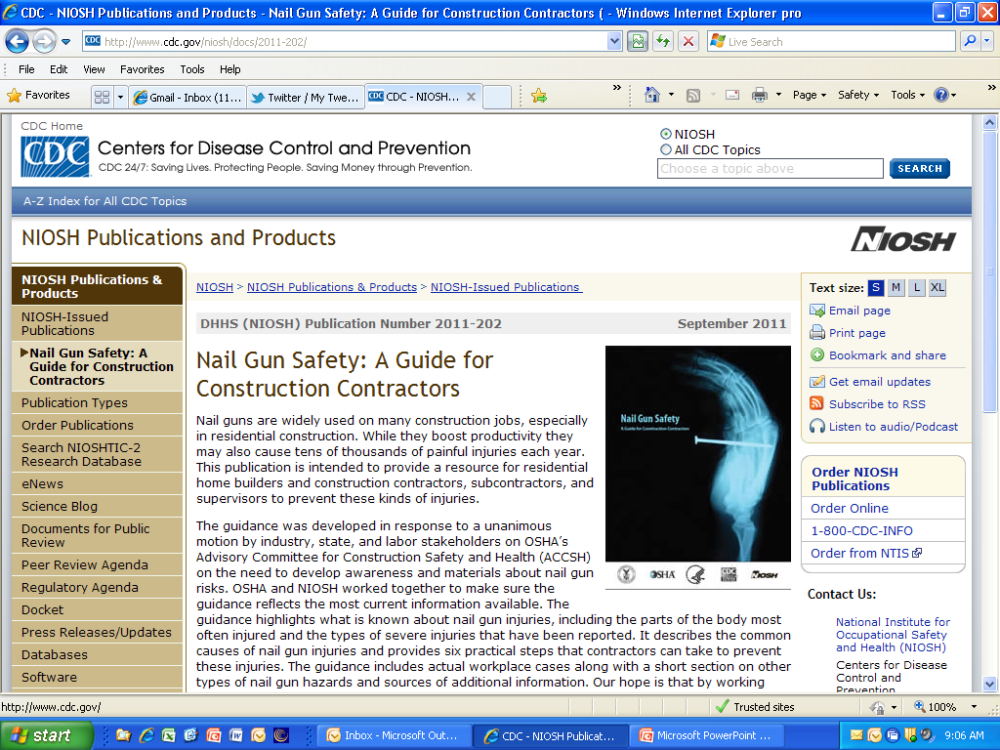 CDC - NIOSH Publications and Products - Nail Gun Safety: A Guide for Construction Contractors ( - Windows Internet Explorer pro
http://www.cdc.gov/niosh/docs/2011-202/
Live Search
File Edit View Favorites Tools Help
Favorites
Gmail - Inbox (11...
Twitter / My Twe...
CDC - NIOSH...
Page Safety Tools
CDC Home
CDC
Centers for Disease Control and Prevention
CDC 24/7: Saving Lives. Protecting People. Saving Money through Prevention.
NIOSH
All CDC Topics
Choose a topic above
SEARCH
A-Z Index for All CDC Topics
NIOSH Publications and Products
NIOSH
NIOSH Publications &
Products
NIOSH-Issued
Publications
Nail Gun Safety: A
Guide for Construction
Contractors
Publication Types
Order Publications
Search NIOSHTIC-2
Research Database
eNews
Science Blog
Documents for Public
Review
Peer Review Agenda
Regulatory Agenda
Docket
Press Releases/Updates
Databases
Software
NIOSH > NIOSH Publications & Products > NIOSH-Issued Publications
DHHS (NIOSH) Publication Number 2011-202
September 2011
Nail Gun Safety: A Guide for
Construction Contractors
Nail guns are widely used on many construction jobs, especially
in residential construction. While they boost productivity they
may also cause tens of thousands of painful injuries each year.
This publication is intended to provide a resource for residential
home builders and construction contractors, subcontractors, and
supervisors to prevent these kinds of injuries.
The guidance was developed in response to a unanimous
motion by industry, state, and labor stakeholders on OSHA's
Advisory Committee for Construction Safety and Health (ACCSH)
on the need to develop awareness and materials about nail gun
risks. OSHA and NIOSH worked together to make sure the
guidance reflects the most current information available. The
guidance highlights what is known about nail gun injuries, including the parts of the body most
often injured and the types of severe injuries that have been reported. It describes the common
causes of nail gun injuries and provides six practical steps that contractors can take to prevent
these injuries. The guidance includes actual workplace cases along with a short section on other
types of nail gun hazards and sources of additional information. Our hope is that by working
Nail Gun Safety
A Guide for Construction Contractors
OSHA
CDC
NIOSH
Text size: S M L XL
Email page
Print page
Bookmark and share
Get email updates
Subscribe to RSS
Listen to audio/Podcast
Order NIOSH
Publications
Order Online
1-800-CDC-INFO
Order from NTIS
Contact Us:
National Institute for
Occupational Safety
and Health (NIOSH)
Centers for Disease
Control and
Prevention
http://www.cdc.gov/
Trusted sites
100%
start
Inbox - Microsoft Out...
CDC - NIOSH Publicat...
Microsoft PowerPoint ...
9:06 AM